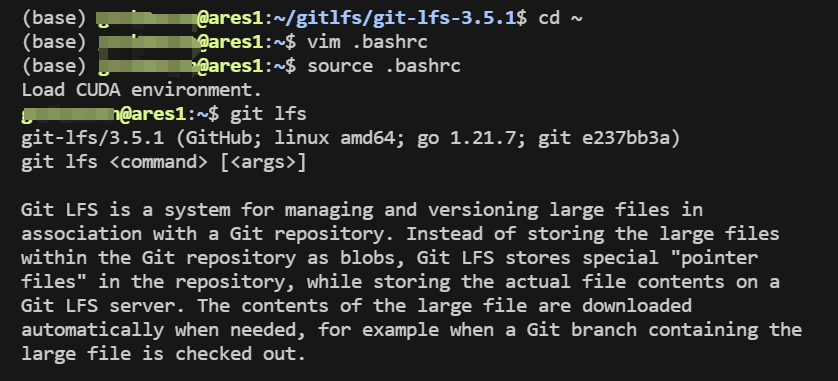 (base) @ares1:~/gitlfs/git-lfs-3.5.1$ cd ~
(base) @ares1:~$ vim .bashrc
(base) @ares1:~$ source .bashrc
Load CUDA environment.
@ares1:~$ git lfs
git-lfs/3.5.1 (GitHub; linux amd64; go 1.21.7; git e237bb3a)
git lfs <command> [<args>]
Git LFS is a system for managing and versioning large files in
association with a Git repository. Instead of storing the large files
within the Git repository as blobs, Git LFS stores special "pointer
files" in the repository, while storing the actual file contents on a
Git LFS server. The contents of the large file are downloaded
automatically when needed, for example when a Git branch containing the
large file is checked out.